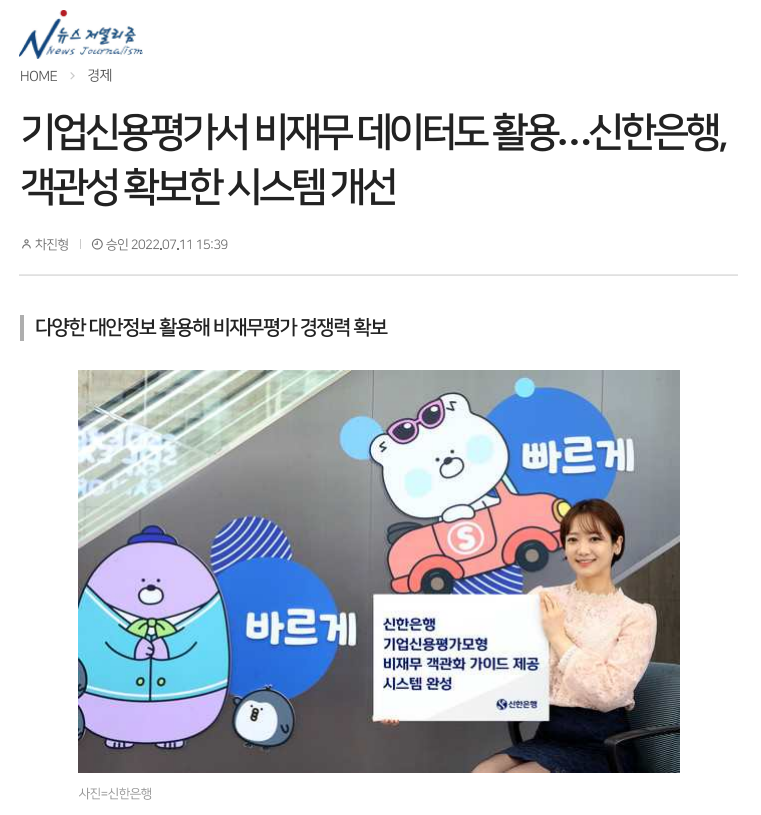 뉴스 저널리즘
News Journalism
HOME > 경제
기업신용평가서 비재무 데이터도 활용…신한은행,
객관성 확보한 시스템 개선
차진형 | 승인 2022.07.11 15:39
다양한 대안정보 활용해 비재무평가 경쟁력 확보
빠르게
S
바르게
신한은행
기업신용평가모형
비재무 객관화 가이드 제공
시스템 완성
신한은행
사진=신한은행